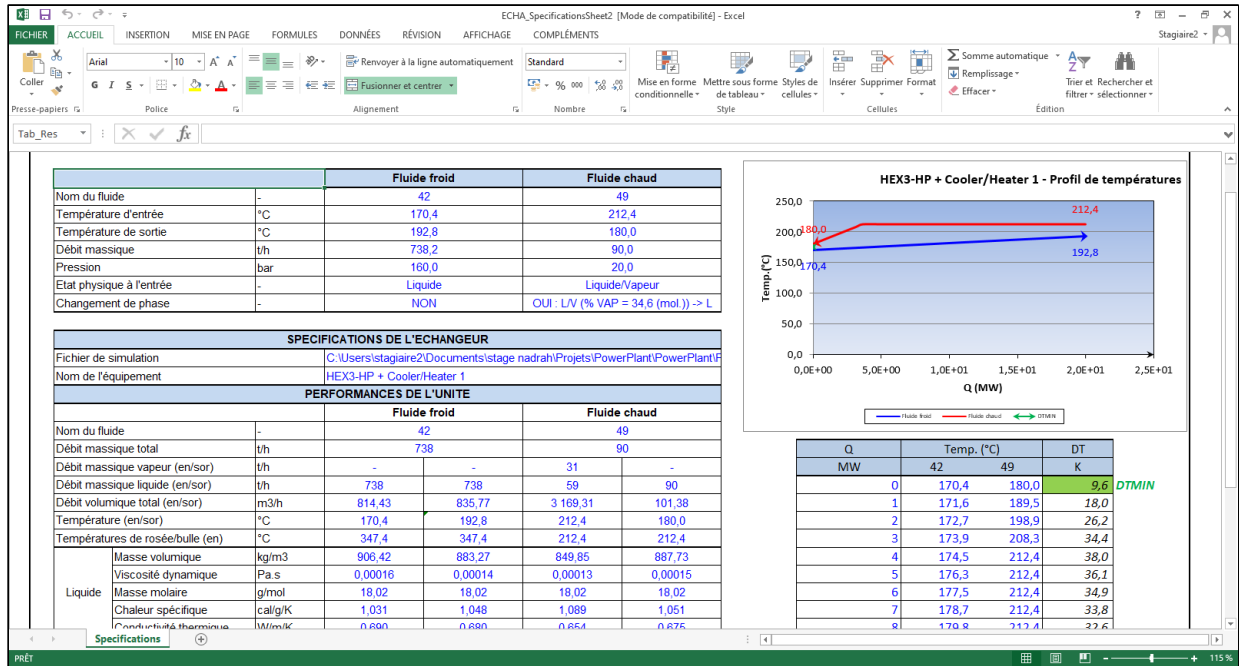 ECHA_SpecificationsSheet2 [Mode de compatibilité] - Excel
FICHIER ACCUEIL INSERTION MISE EN PAGE FORMULES DONNÉES RÉVISION AFFICHAGE COMPLÉMENTS Stagiaire2
Coller Arial 10 Renvoyer à la ligne automatiquement Standard Somme automatique
G I S Fusionner et centrer % 000 Mise en forme conditionnelle Mettre sous forme de tableau Styles de cellules Insérer Supprimer Format Remplissage Effacer Trier et filtrer Rechercher et sélectionner
Presse-papiers Police Alignement Nombre Style Cellules Édition
Tab_Res fx
Fluide froid Fluide chaud
Nom du fluide - 42 49
Température d'entrée °C 170,4 212,4
Température de sortie °C 192,8 180,0
Débit massique t/h 738,2 90,0
Pression bar 160,0 20,0
Etat physique à l'entrée - Liquide Liquide/Vapeur
Changement de phase - NON OUI : L/V (% VAP = 34,6 (mol.)) -> L
SPECIFICATIONS DE L'ECHANGEUR
Fichier de simulation C:\Users\stagiaire2\Documents\stage nadrah\Projets\PowerPlant\PowerPlant\F
Nom de l'équipement HEX3-HP + Cooler/Heater 1
PERFORMANCES DE L'UNITE
Fluide froid Fluide chaud
Nom du fluide - 42 49
Débit massique total t/h 738 90
Débit massique vapeur (en/sor) t/h - - 31 -
Débit massique liquide (en/sor) t/h 738 738 59 90
Débit volumique total (en/sor) m3/h 814,43 835,77 3 169,31 101,38
Température (en/sor) °C 170,4 192,8 212,4 180,0
Températures de rosée/bulle (en) °C 347,4 347,4 212,4 212,4
Liquide
Masse volumique kg/m3 906,42 883,27 849,85 887,73
Viscosité dynamique Pa.s 0,00016 0,00014 0,00013 0,00015
Masse molaire g/mol 18,02 18,02 18,02 18,02
Chaleur spécifique cal/g/K 1,031 1,048 1,089 1,051
Conductivité thermique W/m/K 0,690 0,680 0,654 0,675
HEX3-HP + Cooler/Heater 1 - Profil de températures
Temp.(°C)
250,0
200,0
150,0
100,0
50,0
0,0
180,0
170,4
212,4
192,8
0,0E+00 5,0E+00 1,0E+01 1,5E+01 2,0E+01 2,5E+01
Q (MW)
Fluide froid Fluide chaud DTMIN
Q Temp. (°C) DT
MW 42 49 K
0 170,4 180,0 9,6 DTMIN
1 171,6 189,5 18,0
2 172,7 198,9 26,2
3 173,9 208,3 34,4
4 174,5 212,4 38,0
5 176,3 212,4 36,1
6 177,5 212,4 34,9
7 178,7 212,4 33,8
8 179,8 212,4 32,6
Specifications
PRÊT 115 %